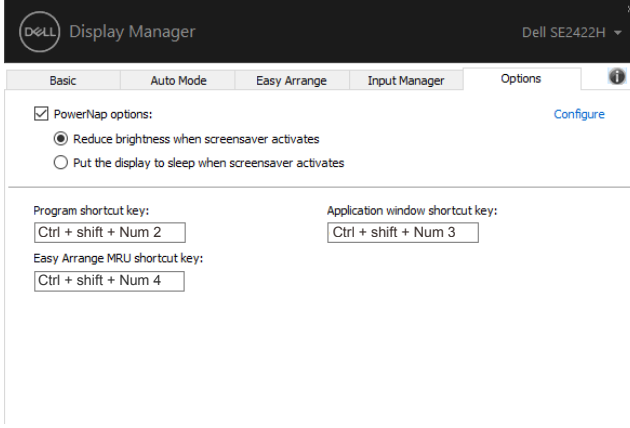 DELL Display Manager Dell SE2422H
Basic Auto Mode Easy Arrange Input Manager Options
PowerNap options: Configure
Reduce brightness when screensaver activates
Put the display to sleep when screensaver activates
Program shortcut key: Application window shortcut key:
Ctrl + shift + Num 2 Ctrl + shift + Num 3
Easy Arrange MRU shortcut key:
Ctrl + shift + Num 4